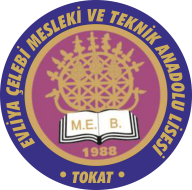 EVLİYA ÇELEBİ MESLEKİ VE TEKNİK ANADOLU LİSESİ
M.E. B.
1988
• TOKAT •